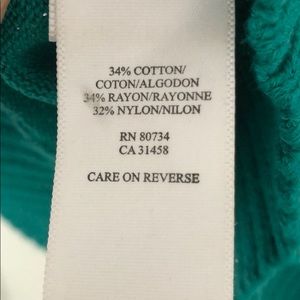 34% COTTON/
COTON/ALGODON
34% RAYON/RAYONNE
32% NYLON/NILON
RN 80734
CA 31458
CARE ON REVERSE